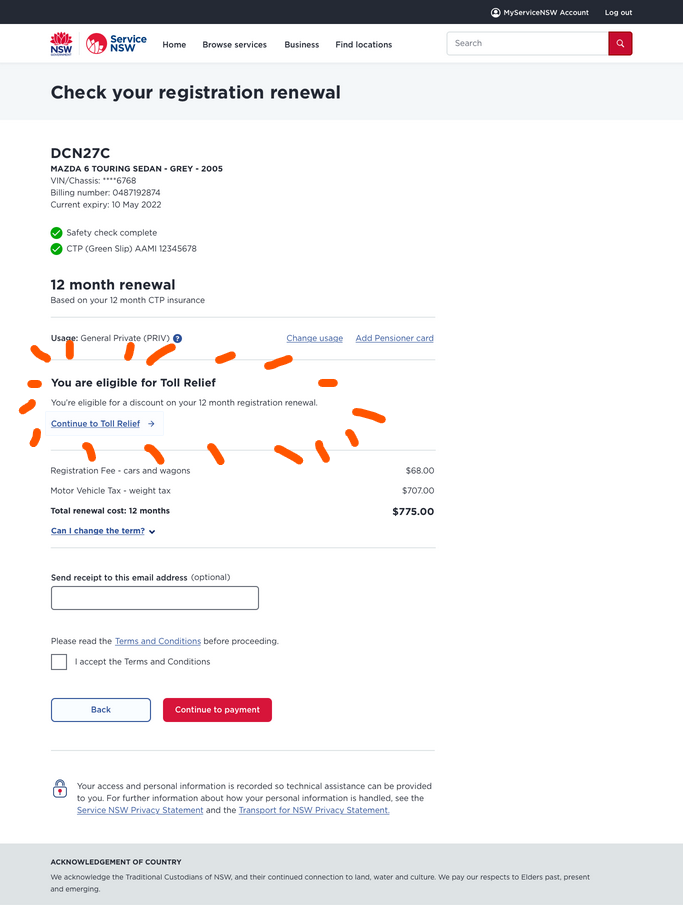 MyServiceNSW Account Log out
NSW
GOVERNMENT
Service
NSW
Home Browse services Business Find locations
Search
Check your registration renewal
DCN27C
MAZDA 6 TOURING SEDAN - GREY - 2005
VIN/Chassis: ****6768
Billing number: 0487192874
Current expiry: 10 May 2022
Safety check complete
CTP (Green Slip) AAMI 12345678
12 month renewal
Based on your 12 month CTP insurance
Usage: General Private (PRIV) ? Change usage Add Pensioner card
You are eligible for Toll Relief
You're eligible for a discount on your 12 month registration renewal.
Continue to Toll Relief →
Registration Fee - cars and wagons $68.00
Motor Vehicle Tax - weight tax $707.00
Total renewal cost: 12 months $775.00
Can I change the term?
Send receipt to this email address (optional)
Please read the Terms and Conditions before proceeding.
I accept the Terms and Conditions
Back Continue to payment
Your access and personal information is recorded so technical assistance can be provided
to you. For further information about how your personal information is handled, see the
Service NSW Privacy Statement and the Transport for NSW Privacy Statement.
ACKNOWLEDGEMENT OF COUNTRY
We acknowledge the Traditional Custodians of NSW, and their continued connection to land, water and culture. We pay our respects to Elders past, present
and emerging.